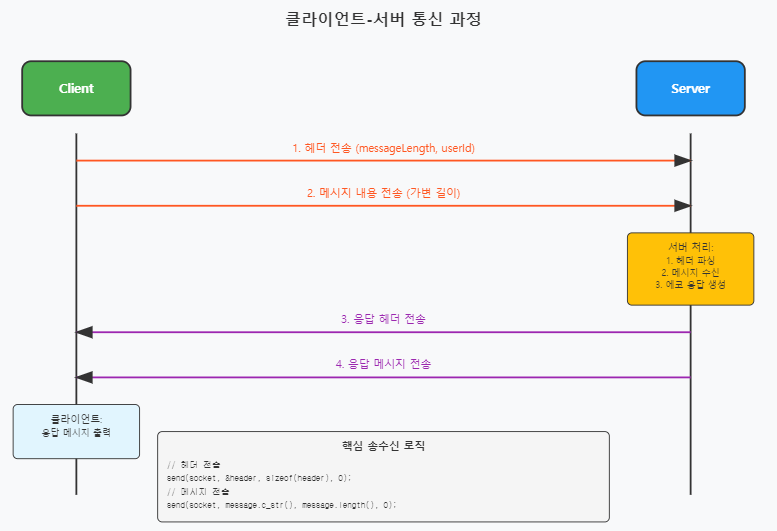 클라이언트-서버 통신 과정
Client
Server
1. 헤더 전송 (messageLength, userId)
2. 메시지 내용 전송 (가변 길이)
서버 처리:
1. 헤더 파싱
2. 메시지 수신
3. 에코 응답 생성
3. 응답 헤더 전송
4. 응답 메시지 전송
클라이언트:
응답 메시지 출력
핵심 송수신 로직
// 헤더 전송
send(socket, &header, sizeof(header), 0);
// 메시지 전송
send(socket, message.c_str(), message.length(), 0);